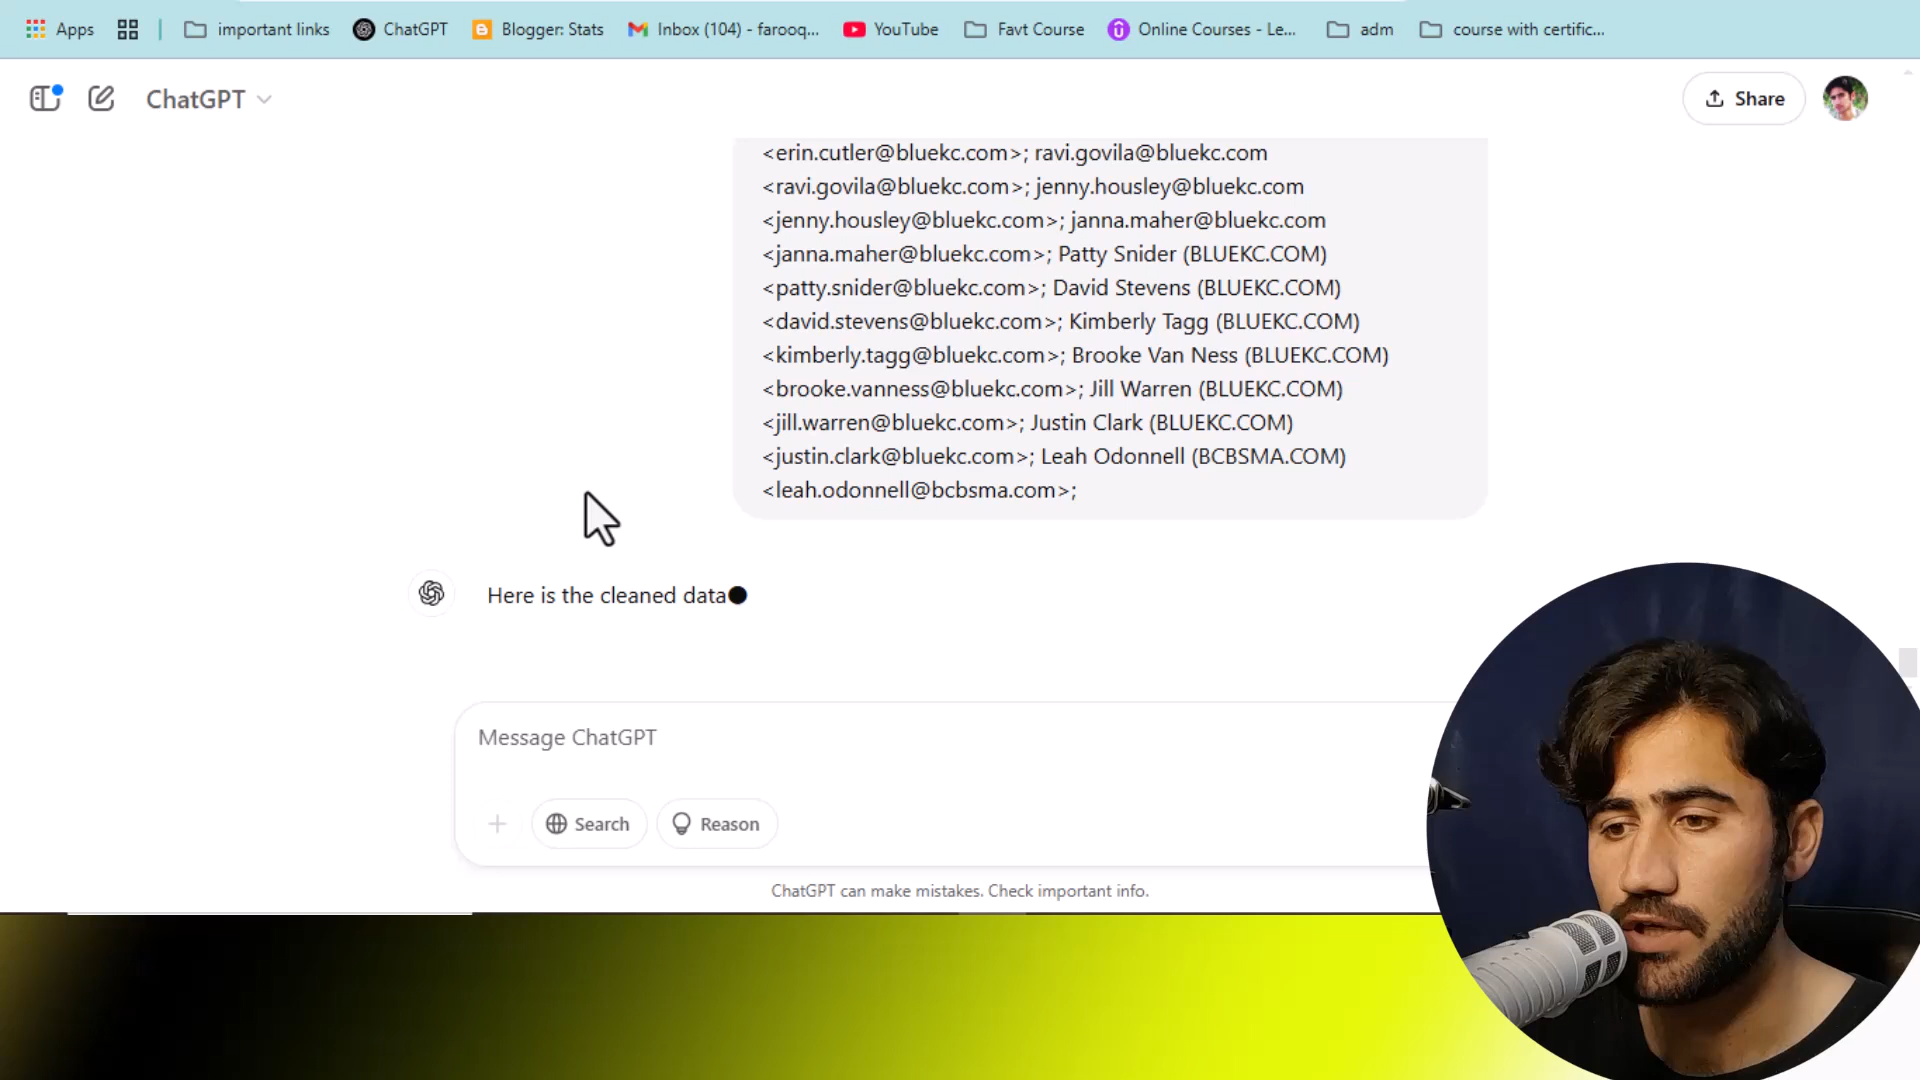 Apps
important links
ChatGPT
Blogger: Stats
Inbox (104) - farooq...
YouTube
Favt Course
Online Courses - Le...
adm
course with certific...
ChatGPT
Share
<erin.cutler@bluekc.com>; ravi.govila@bluekc.com
<ravi.govila@bluekc.com>; jenny.housley@bluekc.com
<jenny.housley@bluekc.com>; janna.maher@bluekc.com
<janna.maher@bluekc.com>; Patty Snider (BLUEKC.COM)
<patty.snider@bluekc.com>; David Stevens (BLUEKC.COM)
<david.stevens@bluekc.com>; Kimberly Tagg (BLUEKC.COM)
<kimberly.tagg@bluekc.com>; Brooke Van Ness (BLUEKC.COM)
<brooke.vanness@bluekc.com>; Jill Warren (BLUEKC.COM)
<jill.warren@bluekc.com>; Justin Clark (BLUEKC.COM)
<justin.clark@bluekc.com>; Leah Odonnell (BCBSMA.COM)
<leah.odonnell@bcbsma.com>;
Here is the cleaned data
Message ChatGPT
Search
Reason
ChatGPT can make mistakes. Check important info.